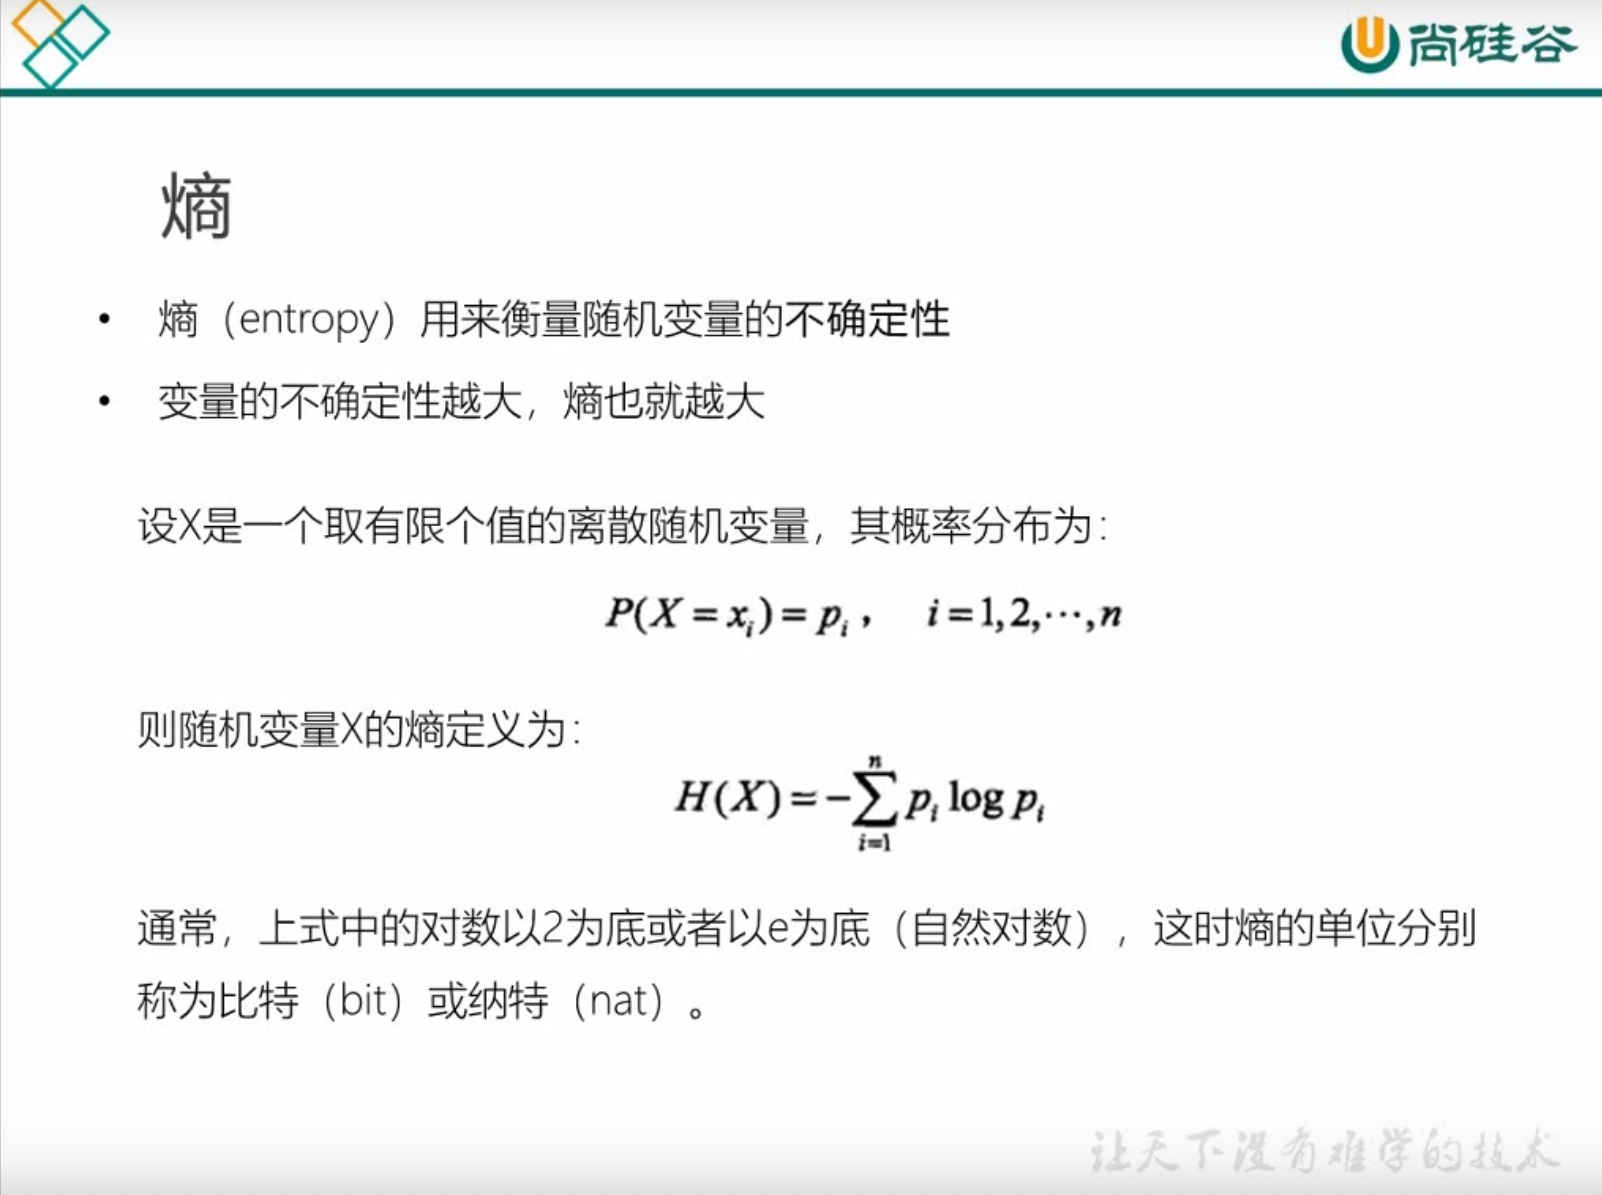 尚硅谷
熵
• 熵（entropy）用来衡量随机变量的不确定性
• 变量的不确定性越大，熵也就越大
设X是一个取有限个值的离散随机变量，其概率分布为：
P(X = x_i) = p_i， i = 1,2,⋯,n
则随机变量X的熵定义为：
H(X) = -∑_{i=1}^{n} p_i log p_i
通常，上式中的对数以2为底或者以e为底（自然对数），这时熵的单位分别
称为比特（bit）或纳特（nat）。
让天下没有难学的技术